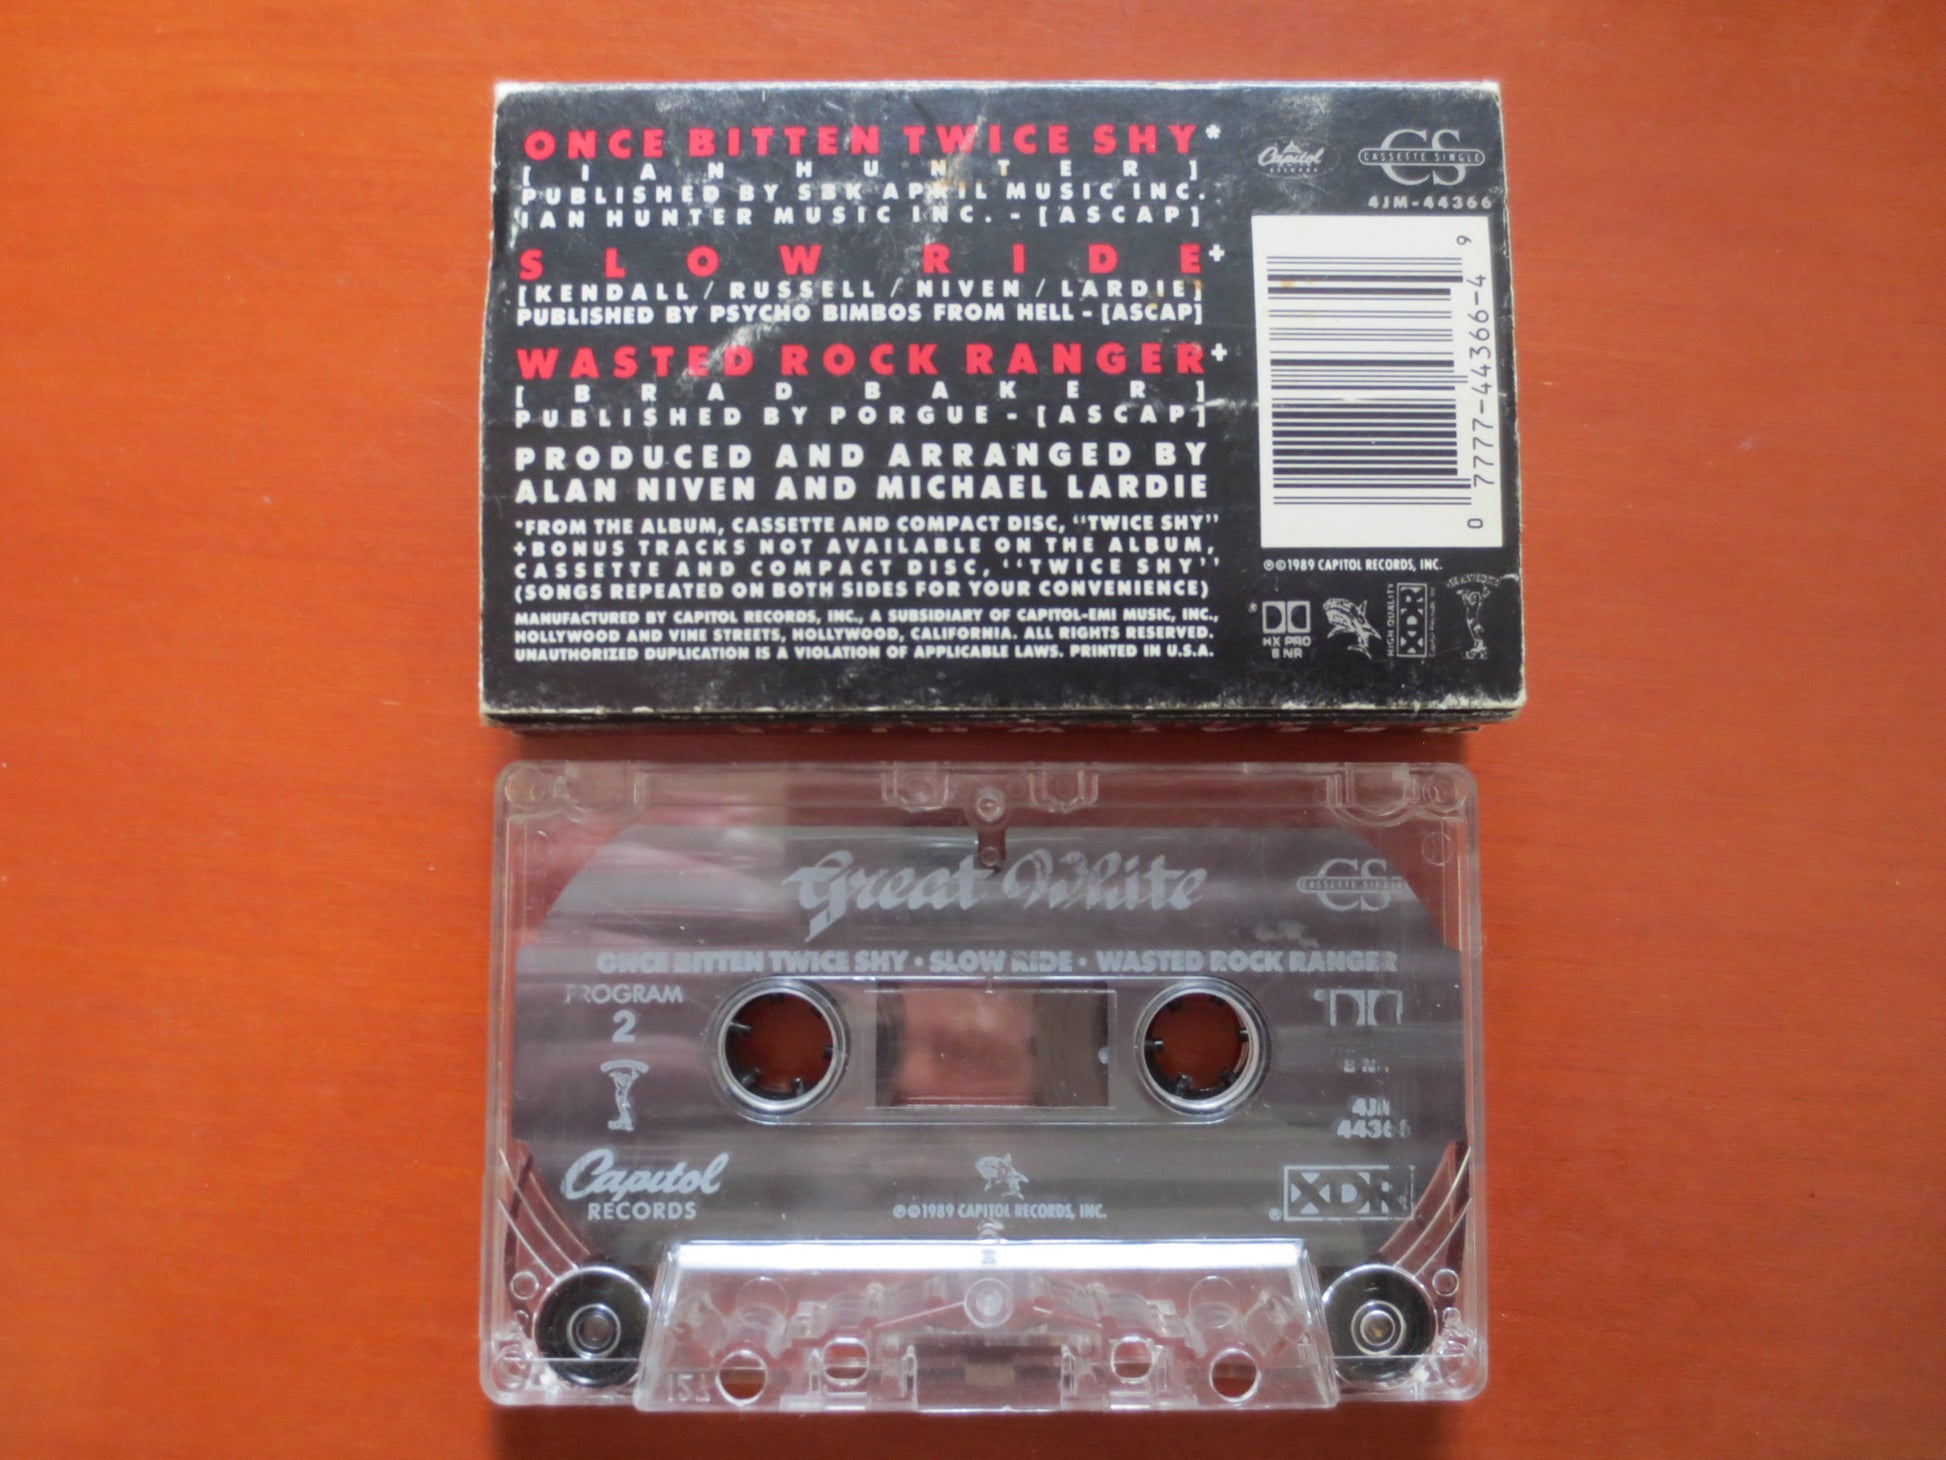 ONCE BITTEN TWICE SHY*
[IAN HUNTER]
PUBLISHED BY SBK APRIL MUSIC INC.
IAN HUNTER MUSIC INC. - [ASCAP]
SLOW RIDE+
[KENDALL / RUSSELL / NIVEN / LARDIE]
PUBLISHED BY PSYCHO BIMBOS FROM HELL - [ASCAP]
WASTED ROCK RANGER+
[BRAD BAKER]
PUBLISHED BY PORGUE - [ASCAP]
PRODUCED AND ARRANGED BY
ALAN NIVEN AND MICHAEL LARDIE
*FROM THE ALBUM, CASSETTE AND COMPACT DISC, "TWICE SHY"
+BONUS TRACKS NOT AVAILABLE ON THE ALBUM,
CASSETTE AND COMPACT DISC, ''TWICE SHY''
(SONGS REPEATED ON BOTH SIDES FOR YOUR CONVENIENCE)
MANUFACTURED BY CAPITOL RECORDS, INC., A SUBSIDIARY OF CAPITOL-EMI MUSIC, INC.,
HOLLYWOOD AND VINE STREETS, HOLLYWOOD, CALIFORNIA. ALL RIGHTS RESERVED.
UNAUTHORIZED DUPLICATION IS A VIOLATION OF APPLICABLE LAWS. PRINTED IN U.S.A.
Capitol
RECORDS
CS
CASSETTE SINGLE
4JM-44366
0 7777-44366-4 9
℗©1989 CAPITOL RECORDS, INC.
HX PRO
B NR
HIGH QUALITY
XDR
GREAT WHITE
Great White
CS
CASSETTE SINGLE
ONCE BITTEN TWICE SHY • SLOW RIDE • WASTED ROCK RANGER
PROGRAM
2
B NR
4JM
44366
Capitol
RECORDS
℗©1989 CAPITOL RECORDS, INC.
XDR®
127